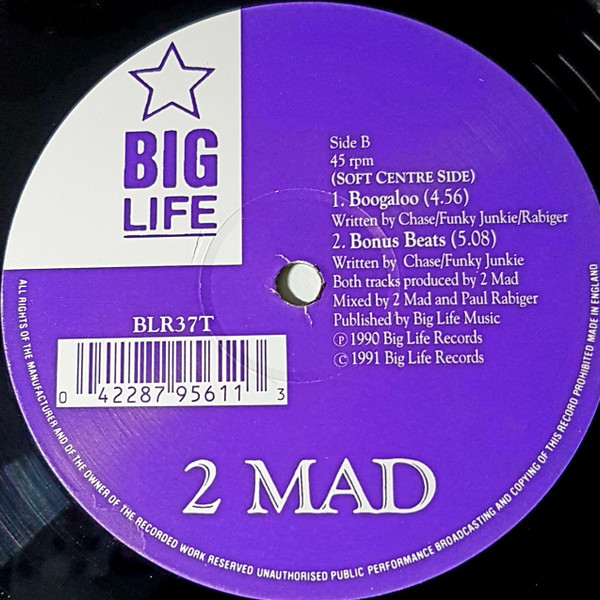 BIG
LIFE
Side B
45 rpm
(SOFT CENTRE SIDE)
1. Boogaloo (4.56)
Written by Chase/Funky Junkie/Rabiger
2. Bonus Beats (5.08)
Written by Chase/Funky Junkie
Both tracks produced by 2 Mad
Mixed by 2 Mad and Paul Rabiger
Published by Big Life Music
Ⓟ 1990 Big Life Records
© 1991 Big Life Records
BLR37T
0 42287 95611 3
2 MAD
ALL RIGHTS OF THE MANUFACTURER AND OF THE OWNER OF THE RECORDED WORK RESERVED UNAUTHORISED PUBLIC PERFORMANCE BROADCASTING AND COPYING OF THIS RECORD PROHIBITED MADE IN ENGLAND